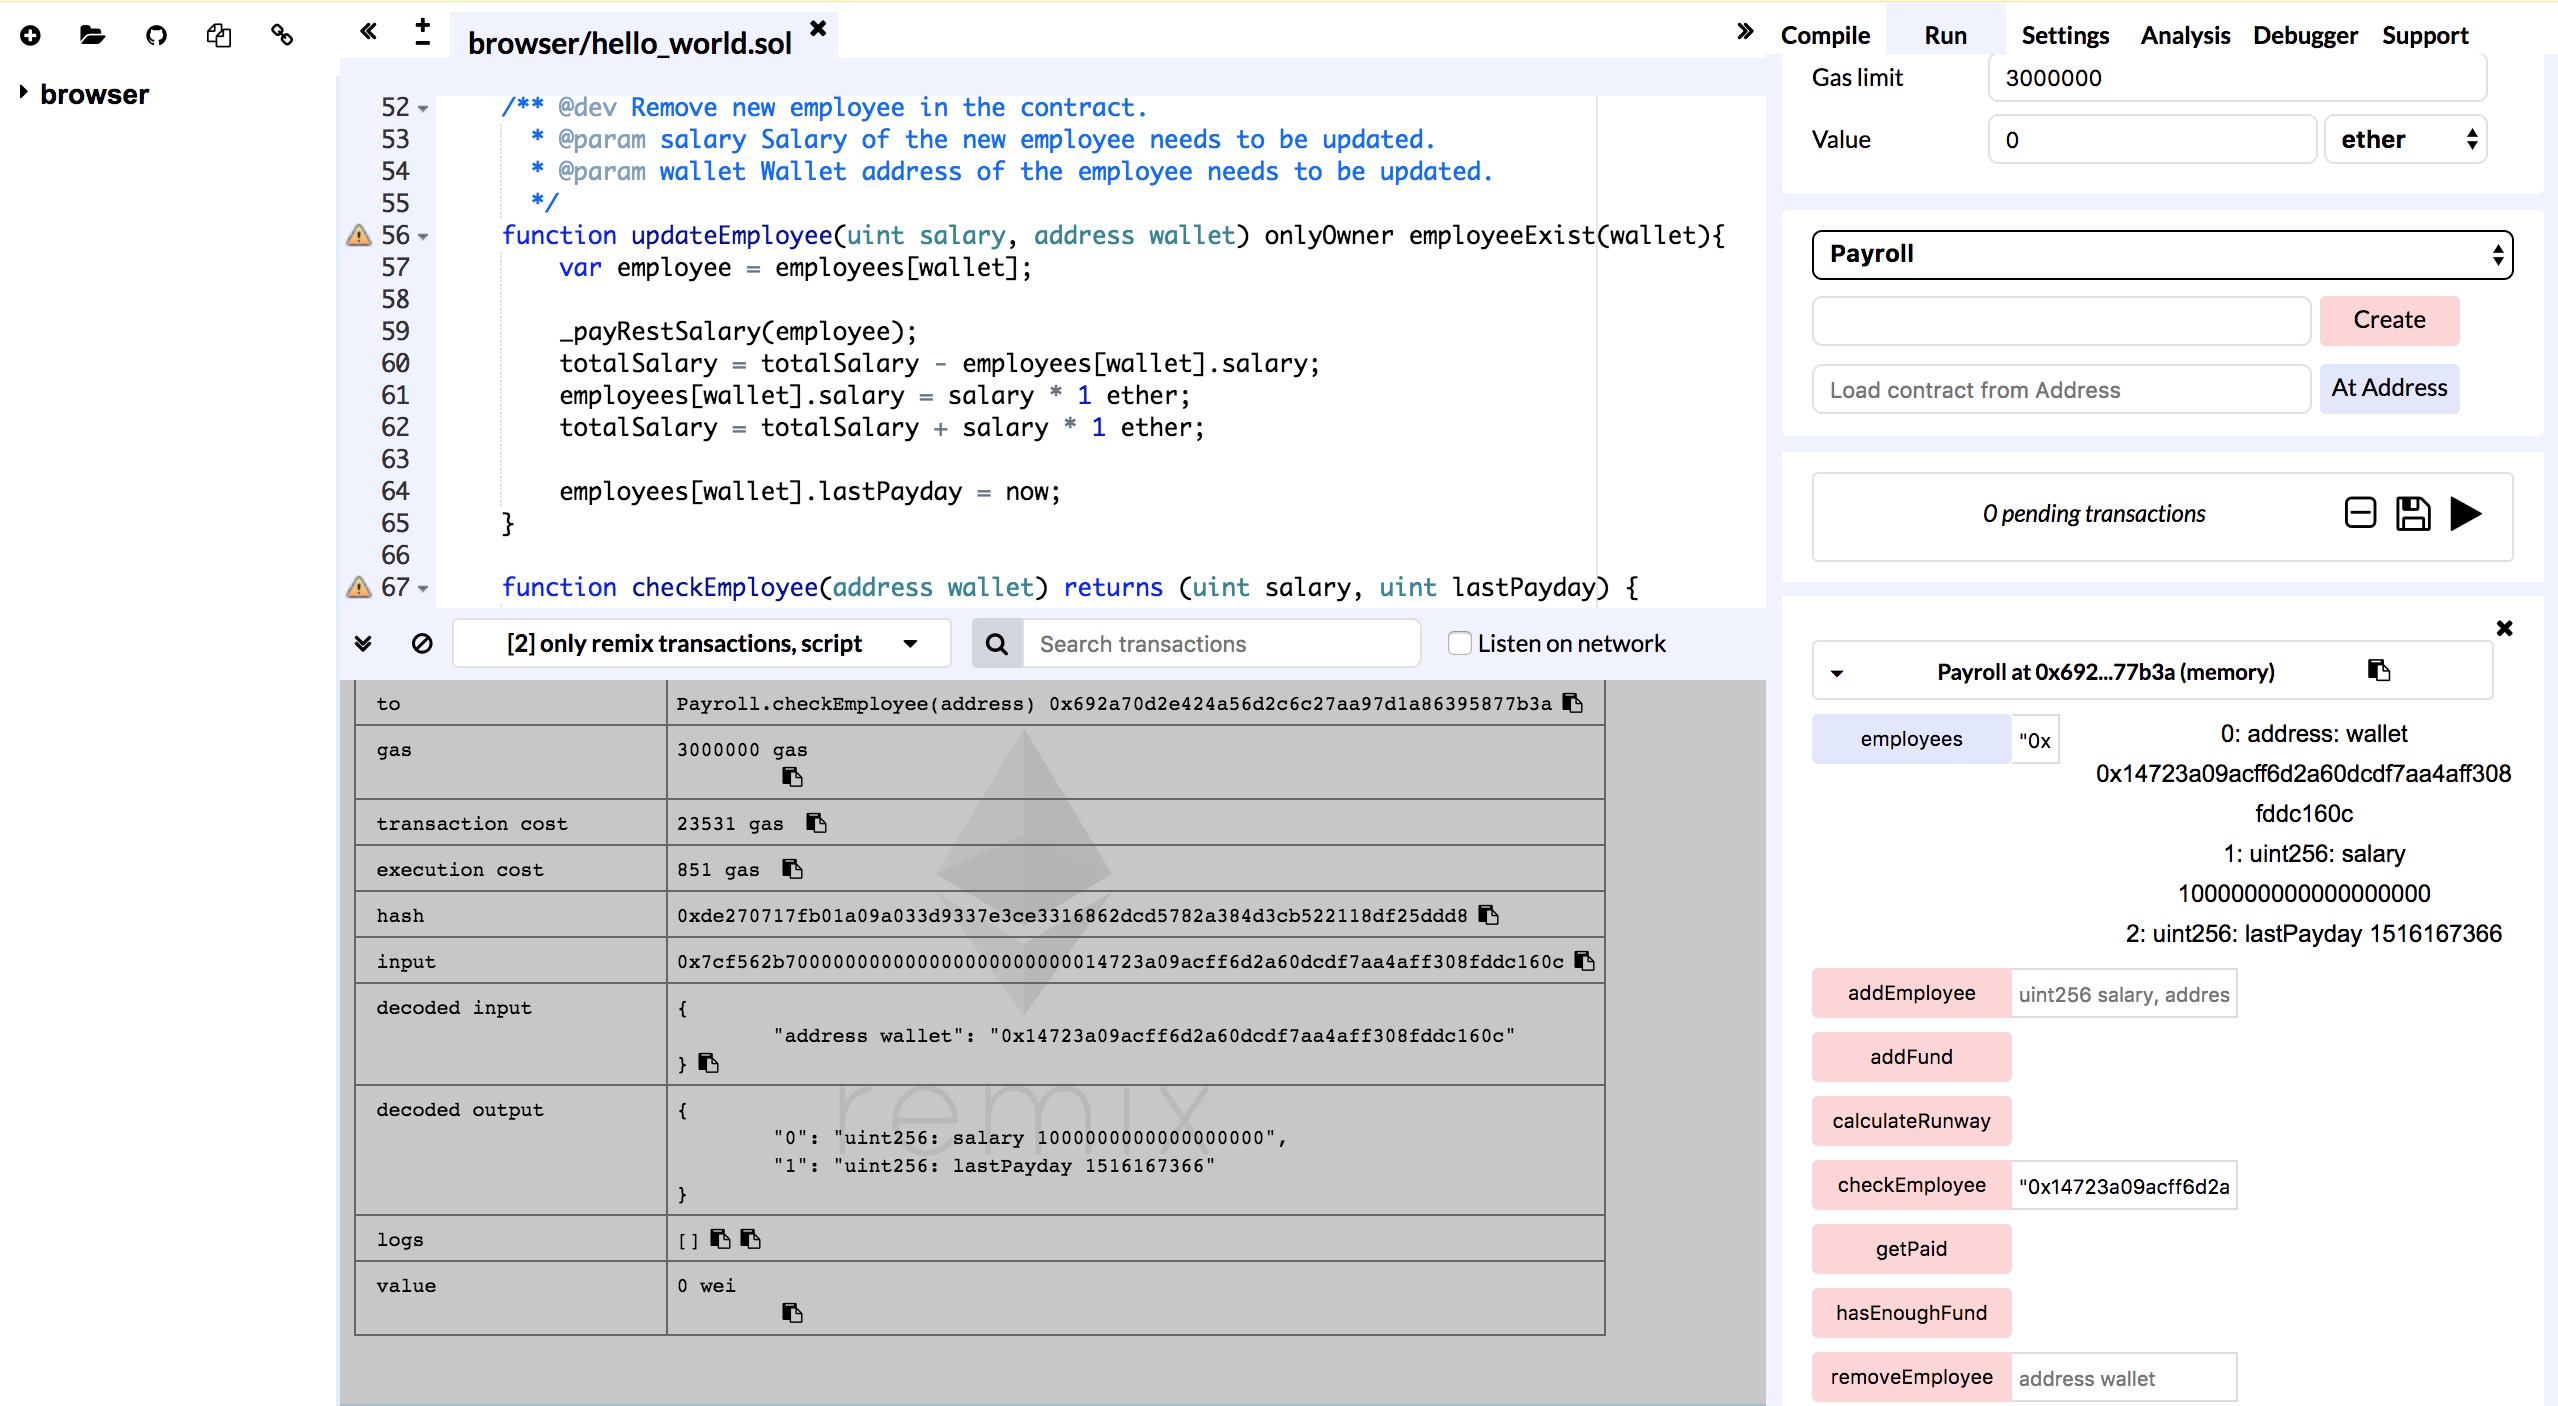 browser
browser/hello_world.sol
52 /** @dev Remove new employee in the contract.
53 * @param salary Salary of the new employee needs to be updated.
54 * @param wallet Wallet address of the employee needs to be updated.
55 */
56 function updateEmployee(uint salary, address wallet) onlyOwner employeeExist(wallet){
57 var employee = employees[wallet];
58
59 _payRestSalary(employee);
60 totalSalary = totalSalary - employees[wallet].salary;
61 employees[wallet].salary = salary * 1 ether;
62 totalSalary = totalSalary + salary * 1 ether;
63
64 employees[wallet].lastPayday = now;
65 }
66
67 function checkEmployee(address wallet) returns (uint salary, uint lastPayday) {
[2] only remix transactions, script
Search transactions
Listen on network
to Payroll.checkEmployee(address) 0x692a70d2e424a56d2c6c27aa97d1a86395877b3a
gas 3000000 gas
transaction cost 23531 gas
execution cost 851 gas
hash 0xde270717fb01a09a033d9337e3ce3316862dcd5782a384d3cb522118df25ddd8
input 0x7cf562b700000000000000000000000014723a09acff6d2a60dcdf7aa4aff308fddc160c
decoded input {
"address wallet": "0x14723a09acff6d2a60dcdf7aa4aff308fddc160c"
}
decoded output {
"0": "uint256: salary 1000000000000000000",
"1": "uint256: lastPayday 1516167366"
}
logs []
value 0 wei
remix
Compile Run Settings Analysis Debugger Support
Gas limit 3000000
Value 0 ether
Payroll
Create
Load contract from Address At Address
0 pending transactions
Payroll at 0x692...77b3a (memory)
employees "0x
0: address: wallet
0x14723a09acff6d2a60dcdf7aa4aff308
fddc160c
1: uint256: salary
1000000000000000000
2: uint256: lastPayday 1516167366
addEmployee uint256 salary, addres
addFund
calculateRunway
checkEmployee "0x14723a09acff6d2a
getPaid
hasEnoughFund
removeEmployee address wallet